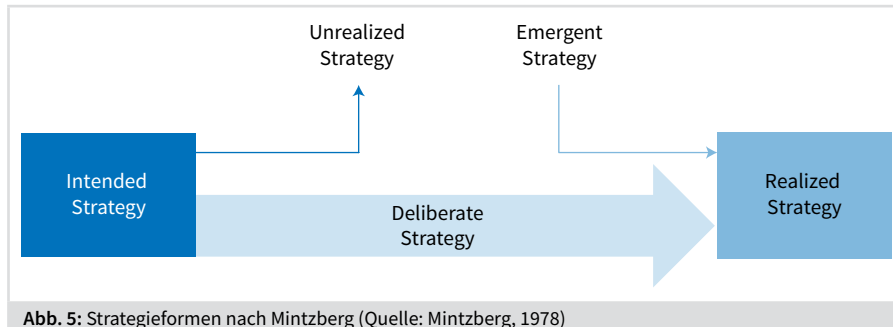 Unrealized
Strategy
Emergent
Strategy
Intended
Strategy
Deliberate
Strategy
Realized
Strategy
Abb. 5: Strategieformen nach Mintzberg (Quelle: Mintzberg, 1978)